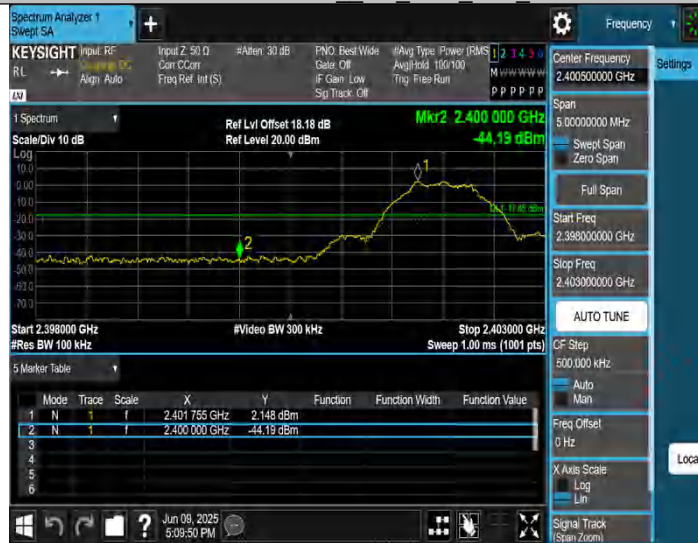 Spectrum Analyzer 1
Swept SA
+
Frequency
KEYSIGHT Input: RF
RL
Align: Auto
Input Z: 50 Ω
Corr CCorr
Freq Ref: Int (S)
#Atten: 30 dB
PNO: Best Wide
Gate: Off
IF Gain: Low
Sig Track: Off
#Avg Type: Power (RMS
Avg|Hold: 100/100
Trig: Free Run
1 2 3 4 5 6
M W W W W W
P P P P P P
LXI
1 Spectrum
Scale/Div 10 dB
Ref Lvl Offset 18.18 dB
Ref Level 20.00 dBm
Mkr2 2.400 000 GHz
-44.19 dBm
Log
10.0
0.00
-10.0
-20.0
-30.0
-40.0
-50.0
-60.0
-70.0
1
2
Start 2.398000 GHz
#Res BW 100 kHz
#Video BW 300 kHz
Stop 2.403000 GHz
Sweep 1.00 ms (1001 pts)
5 Marker Table
Mode Trace Scale X Y Function Function Width Function Value
1 N 1 f 2.401 755 GHz 2.148 dBm
2 N 1 f 2.400 000 GHz -44.19 dBm
3
4
5
6
Jun 09, 2025
5:09:50 PM
?
Center Frequency
2.400500000 GHz
Span
5.00000000 MHz
Swept Span
Zero Span
Full Span
Start Freq
2.398000000 GHz
Stop Freq
2.403000000 GHz
AUTO TUNE
CF Step
500.000 kHz
Auto
Man
Freq Offset
0 Hz
X Axis Scale
Log
Lin
Signal Track
(Span Zoom)
Settings
Loca